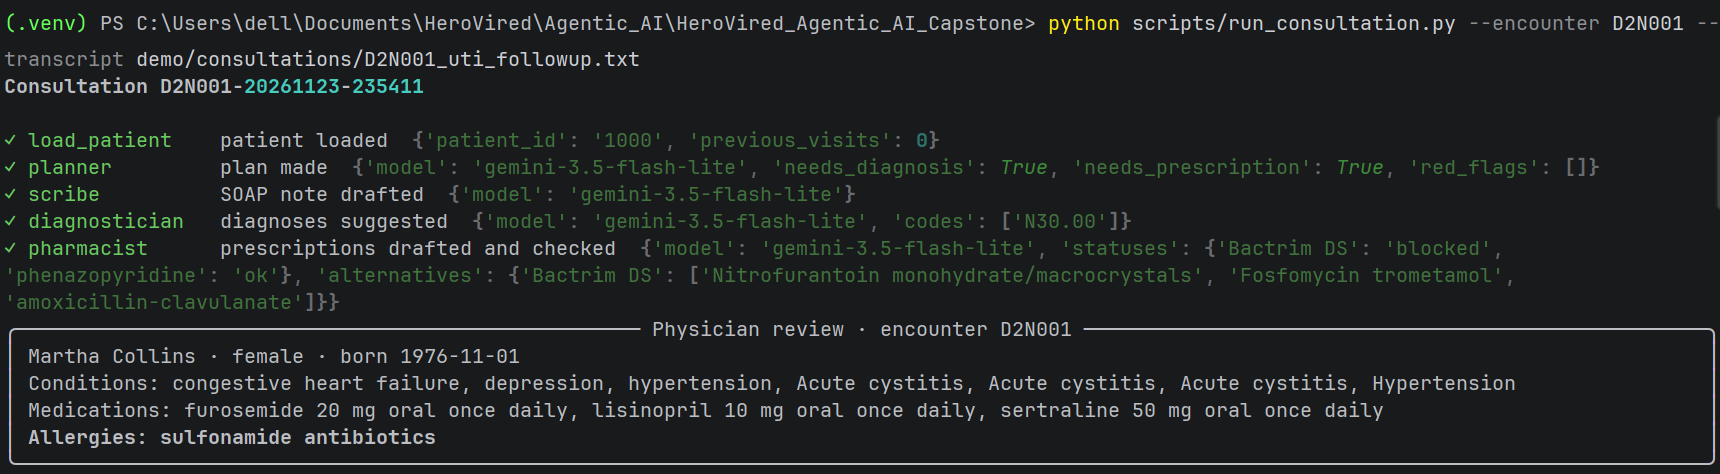 (.venv) PS C:\Users\dell\Documents\HeroVired\Agentic_AI\HeroVired_Agentic_AI_Capstone> python scripts/run_consultation.py --encounter D2N001 --
transcript demo/consultations/D2N001_uti_followup.txt
Consultation D2N001-20261123-235411
✓ load_patient    patient loaded  {'patient_id': '1000', 'previous_visits': 0}
✓ planner         plan made  {'model': 'gemini-3.5-flash-lite', 'needs_diagnosis': True, 'needs_prescription': True, 'red_flags': []}
✓ scribe          SOAP note drafted  {'model': 'gemini-3.5-flash-lite'}
✓ diagnostician   diagnoses suggested  {'model': 'gemini-3.5-flash-lite', 'codes': ['N30.00']}
✓ pharmacist      prescriptions drafted and checked  {'model': 'gemini-3.5-flash-lite', 'statuses': {'Bactrim DS': 'blocked',
'phenazopyridine': 'ok'}, 'alternatives': {'Bactrim DS': ['Nitrofurantoin monohydrate/macrocrystals', 'Fosfomycin trometamol',
'amoxicillin-clavulanate']}}
Physician review · encounter D2N001
Martha Collins · female · born 1976-11-01
Conditions: congestive heart failure, depression, hypertension, Acute cystitis, Acute cystitis, Acute cystitis, Hypertension
Medications: furosemide 20 mg oral once daily, lisinopril 10 mg oral once daily, sertraline 50 mg oral once daily
Allergies: sulfonamide antibiotics